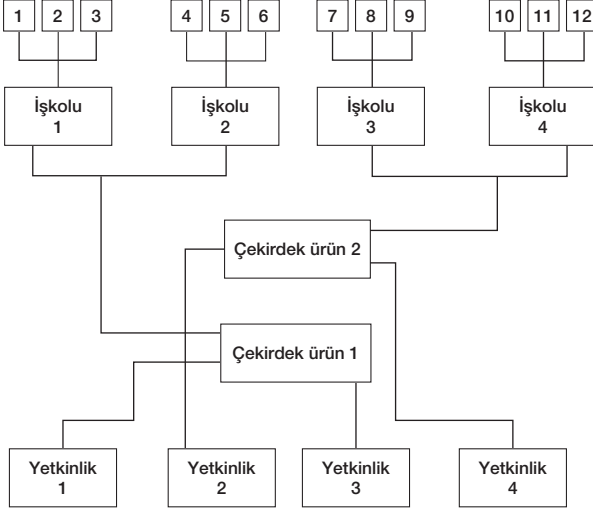 1 2 3 4 5 6 7 8 9 10 11 12
İşkolu
1
İşkolu
2
İşkolu
3
İşkolu
4
Çekirdek ürün 2
Çekirdek ürün 1
Yetkinlik
1
Yetkinlik
2
Yetkinlik
3
Yetkinlik
4